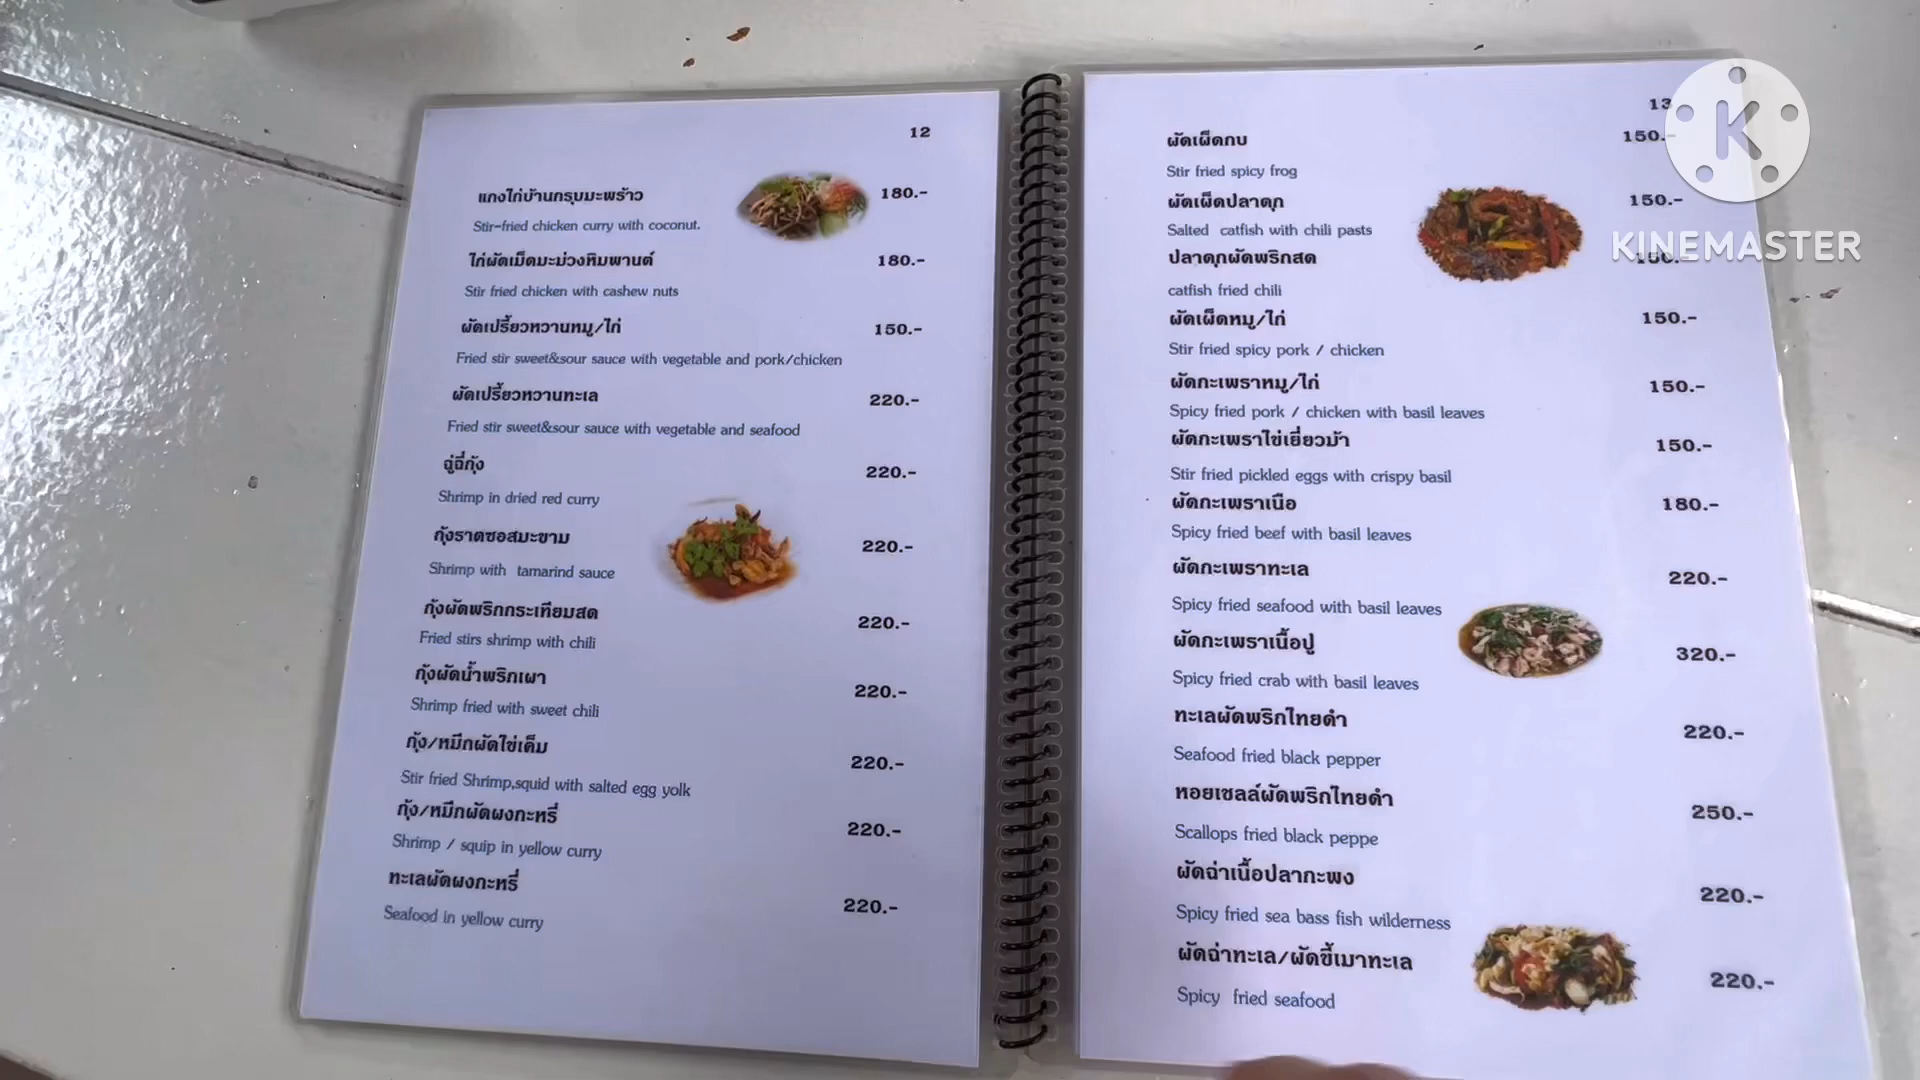 12
แกงไก่บ้านกรุบมะพร้าว 180.-
Stir-fried chicken curry with coconut.
ไก่ผัดเม็ดมะม่วงหิมพานต์ 180.-
Stir fried chicken with cashew nuts
ผัดเปรี้ยวหวานหมู/ไก่ 150.-
Fried stir sweet&sour sauce with vegetable and pork/chicken
ผัดเปรี้ยวหวานทะเล 220.-
Fried stir sweet&sour sauce with vegetable and seafood
ฉู่ฉี่กุ้ง 220.-
Shrimp in dried red curry
กุ้งราดซอสมะขาม 220.-
Shrimp with tamarind sauce
กุ้งผัดพริกกระเทียมสด 220.-
Fried stirs shrimp with chili
กุ้งผัดน้ำพริกเผา 220.-
Shrimp fried with sweet chili
กุ้ง/หมึกผัดไข่เค็ม 220.-
Stir fried Shrimp,squid with salted egg yolk
กุ้ง/หมึกผัดผงกะหรี่ 220.-
Shrimp / squip in yellow curry
ทะเลผัดผงกะหรี่ 220.-
Seafood in yellow curry
13
ผัดเผ็ดกบ 150.-
Stir fried spicy frog
ผัดเผ็ดปลาดุก 150.-
Salted catfish with chili pasts
ปลาดุกผัดพริกสด 150.-
catfish fried chili
ผัดเผ็ดหมู/ไก่ 150.-
Stir fried spicy pork / chicken
ผัดกะเพราหมู/ไก่ 150.-
Spicy fried pork / chicken with basil leaves
ผัดกะเพราไข่เยี่ยวม้า 150.-
Stir fried pickled eggs with crispy basil
ผัดกะเพราเนือ 180.-
Spicy fried beef with basil leaves
ผัดกะเพราทะเล 220.-
Spicy fried seafood with basil leaves
ผัดกะเพราเนื้อปู 320.-
Spicy fried crab with basil leaves
ทะเลผัดพริกไทยดำ 220.-
Seafood fried black pepper
หอยเชลล์ผัดพริกไทยดำ 250.-
Scallops fried black peppe
ผัดฉ่าเนื้อปลากะพง 220.-
Spicy fried sea bass fish wilderness
ผัดฉ่าทะเล/ผัดขี้เมาทะเล 220.-
Spicy fried seafood
K
KINEMASTER